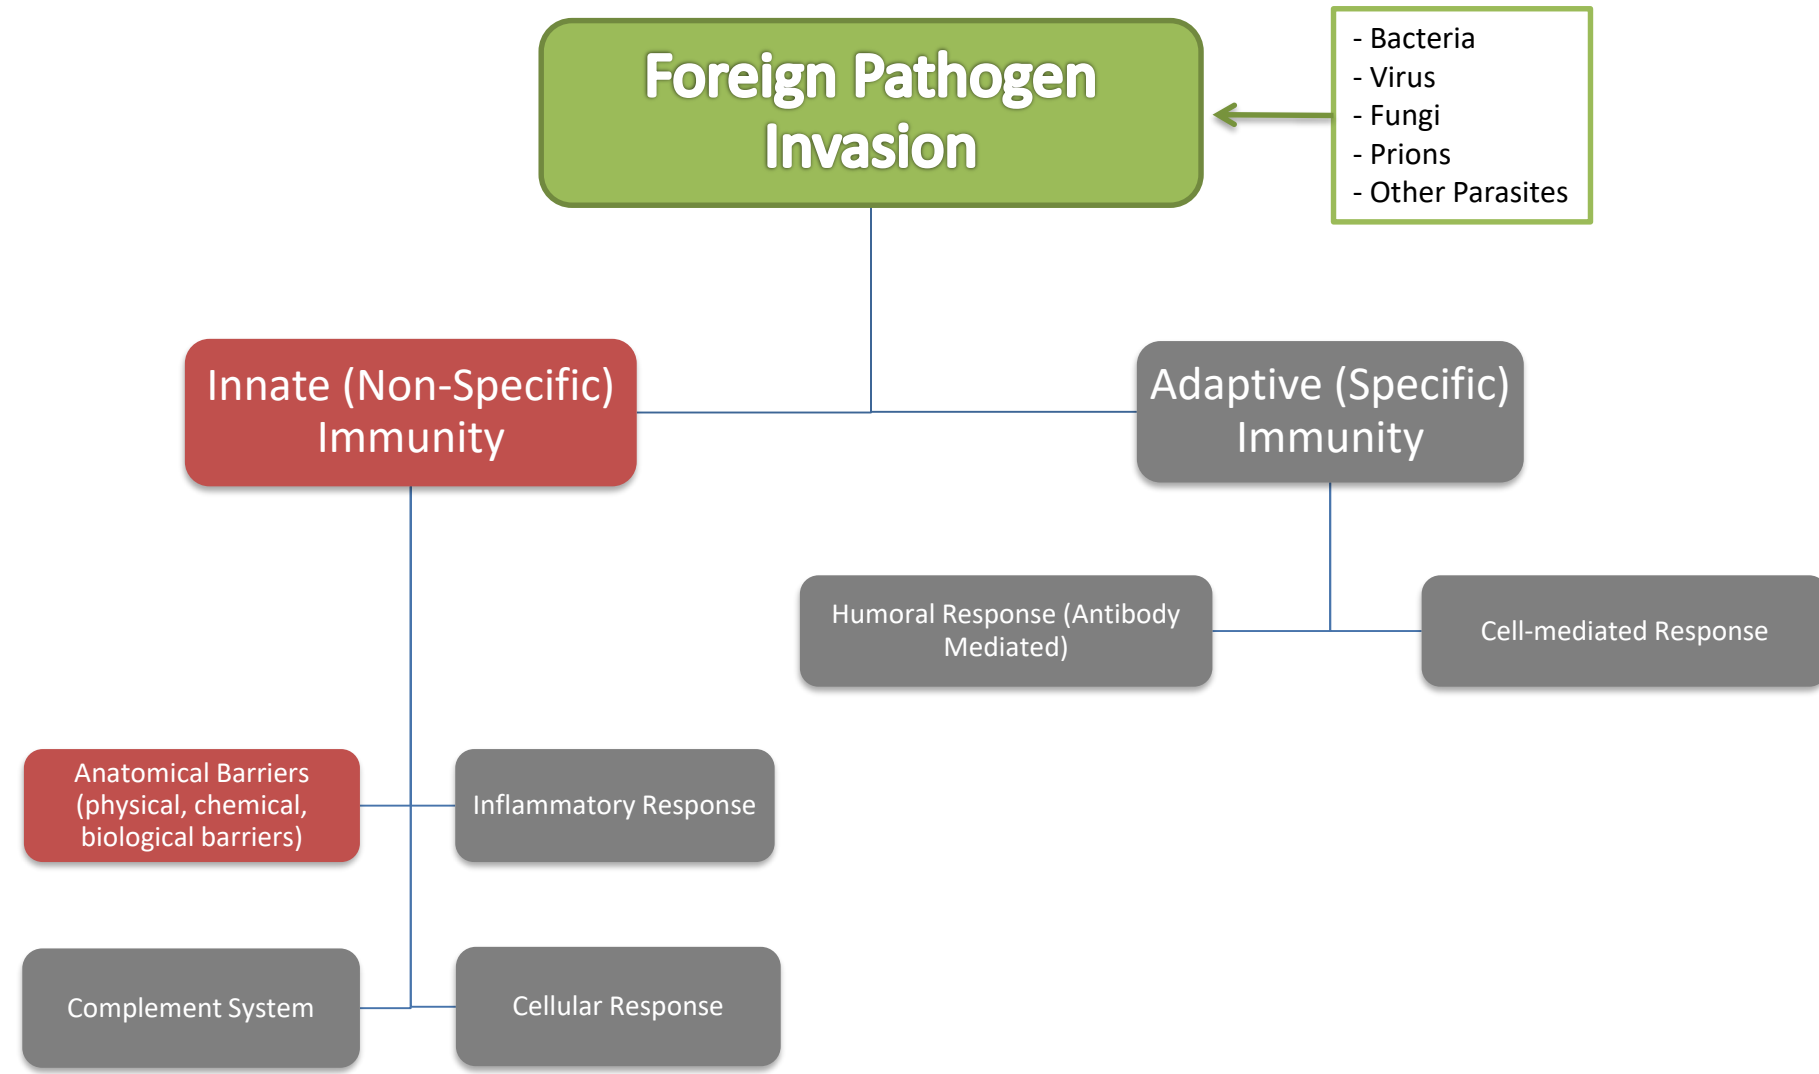 Foreign Pathogen
Invasion
- Bacteria
- Virus
- Fungi
- Prions
- Other Parasites
Innate (Non-Specific)
Immunity
Adaptive (Specific)
Immunity
Humoral Response (Antibody
Mediated)
Cell-mediated Response
Anatomical Barriers
(physical, chemical,
biological barriers)
Inflammatory Response
Complement System
Cellular Response